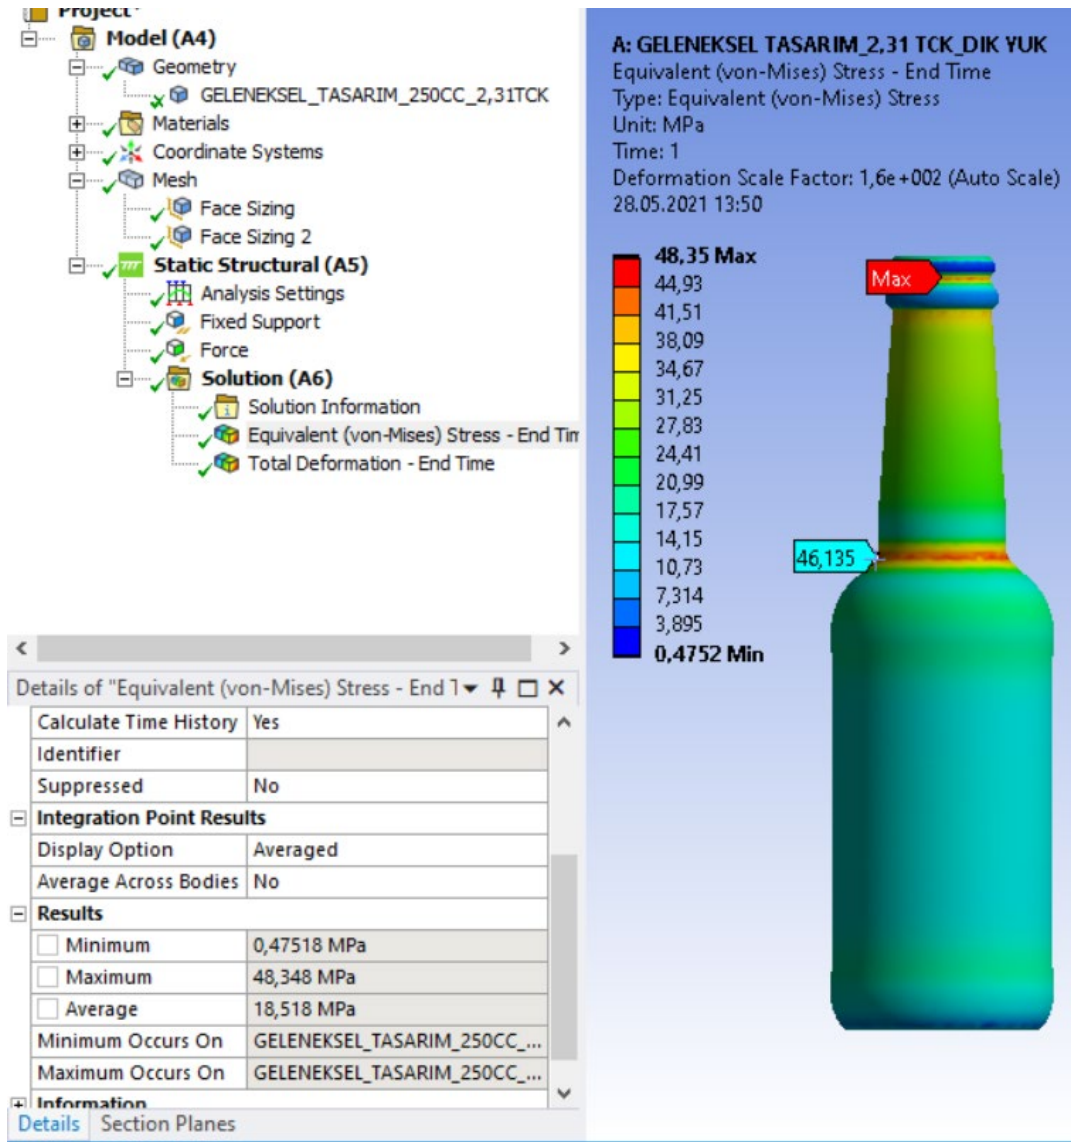 Project*
Model (A4)
Geometry
GELENEKSEL_TASARIM_250CC_2,31TCK
Materials
Coordinate Systems
Mesh
Face Sizing
Face Sizing 2
Static Structural (A5)
Analysis Settings
Fixed Support
Force
Solution (A6)
Solution Information
Equivalent (von-Mises) Stress - End Tim
Total Deformation - End Time
Details of "Equivalent (von-Mises) Stress - End T
Calculate Time History Yes
Identifier
Suppressed No
Integration Point Results
Display Option Averaged
Average Across Bodies No
Results
Minimum 0,47518 MPa
Maximum 48,348 MPa
Average 18,518 MPa
Minimum Occurs On GELENEKSEL_TASARIM_250CC_...
Maximum Occurs On GELENEKSEL_TASARIM_250CC_...
Information
Details Section Planes
A: GELENEKSEL TASARIM_2,31 TCK_DIK YUK
Equivalent (von-Mises) Stress - End Time
Type: Equivalent (von-Mises) Stress
Unit: MPa
Time: 1
Deformation Scale Factor: 1,6e+002 (Auto Scale)
28.05.2021 13:50
48,35 Max
44,93
41,51
38,09
34,67
31,25
27,83
24,41
20,99
17,57
14,15
10,73
7,314
3,895
0,4752 Min
Max
46,135